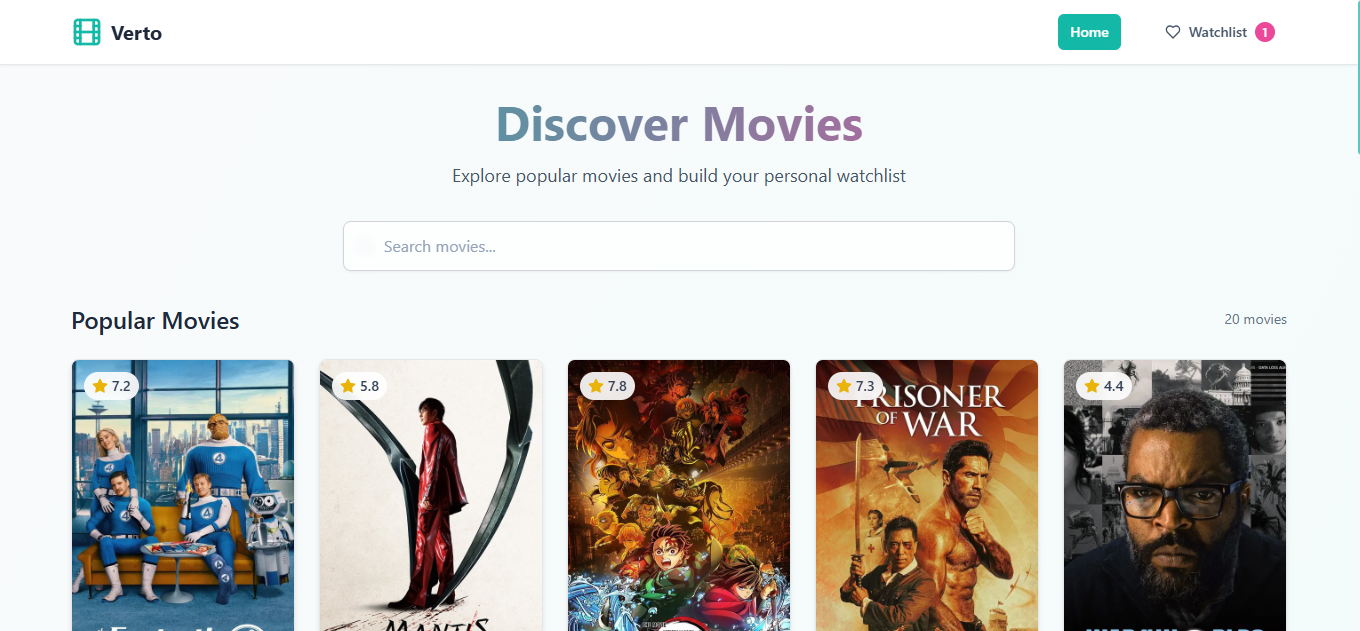 Verto
Home
Watchlist 1
Discover Movies
Explore popular movies and build your personal watchlist
Search movies...
Popular Movies
20 movies
7.2
5.8
7.8
7.3
4.4
PRISONER
OF WAR
MANTIS